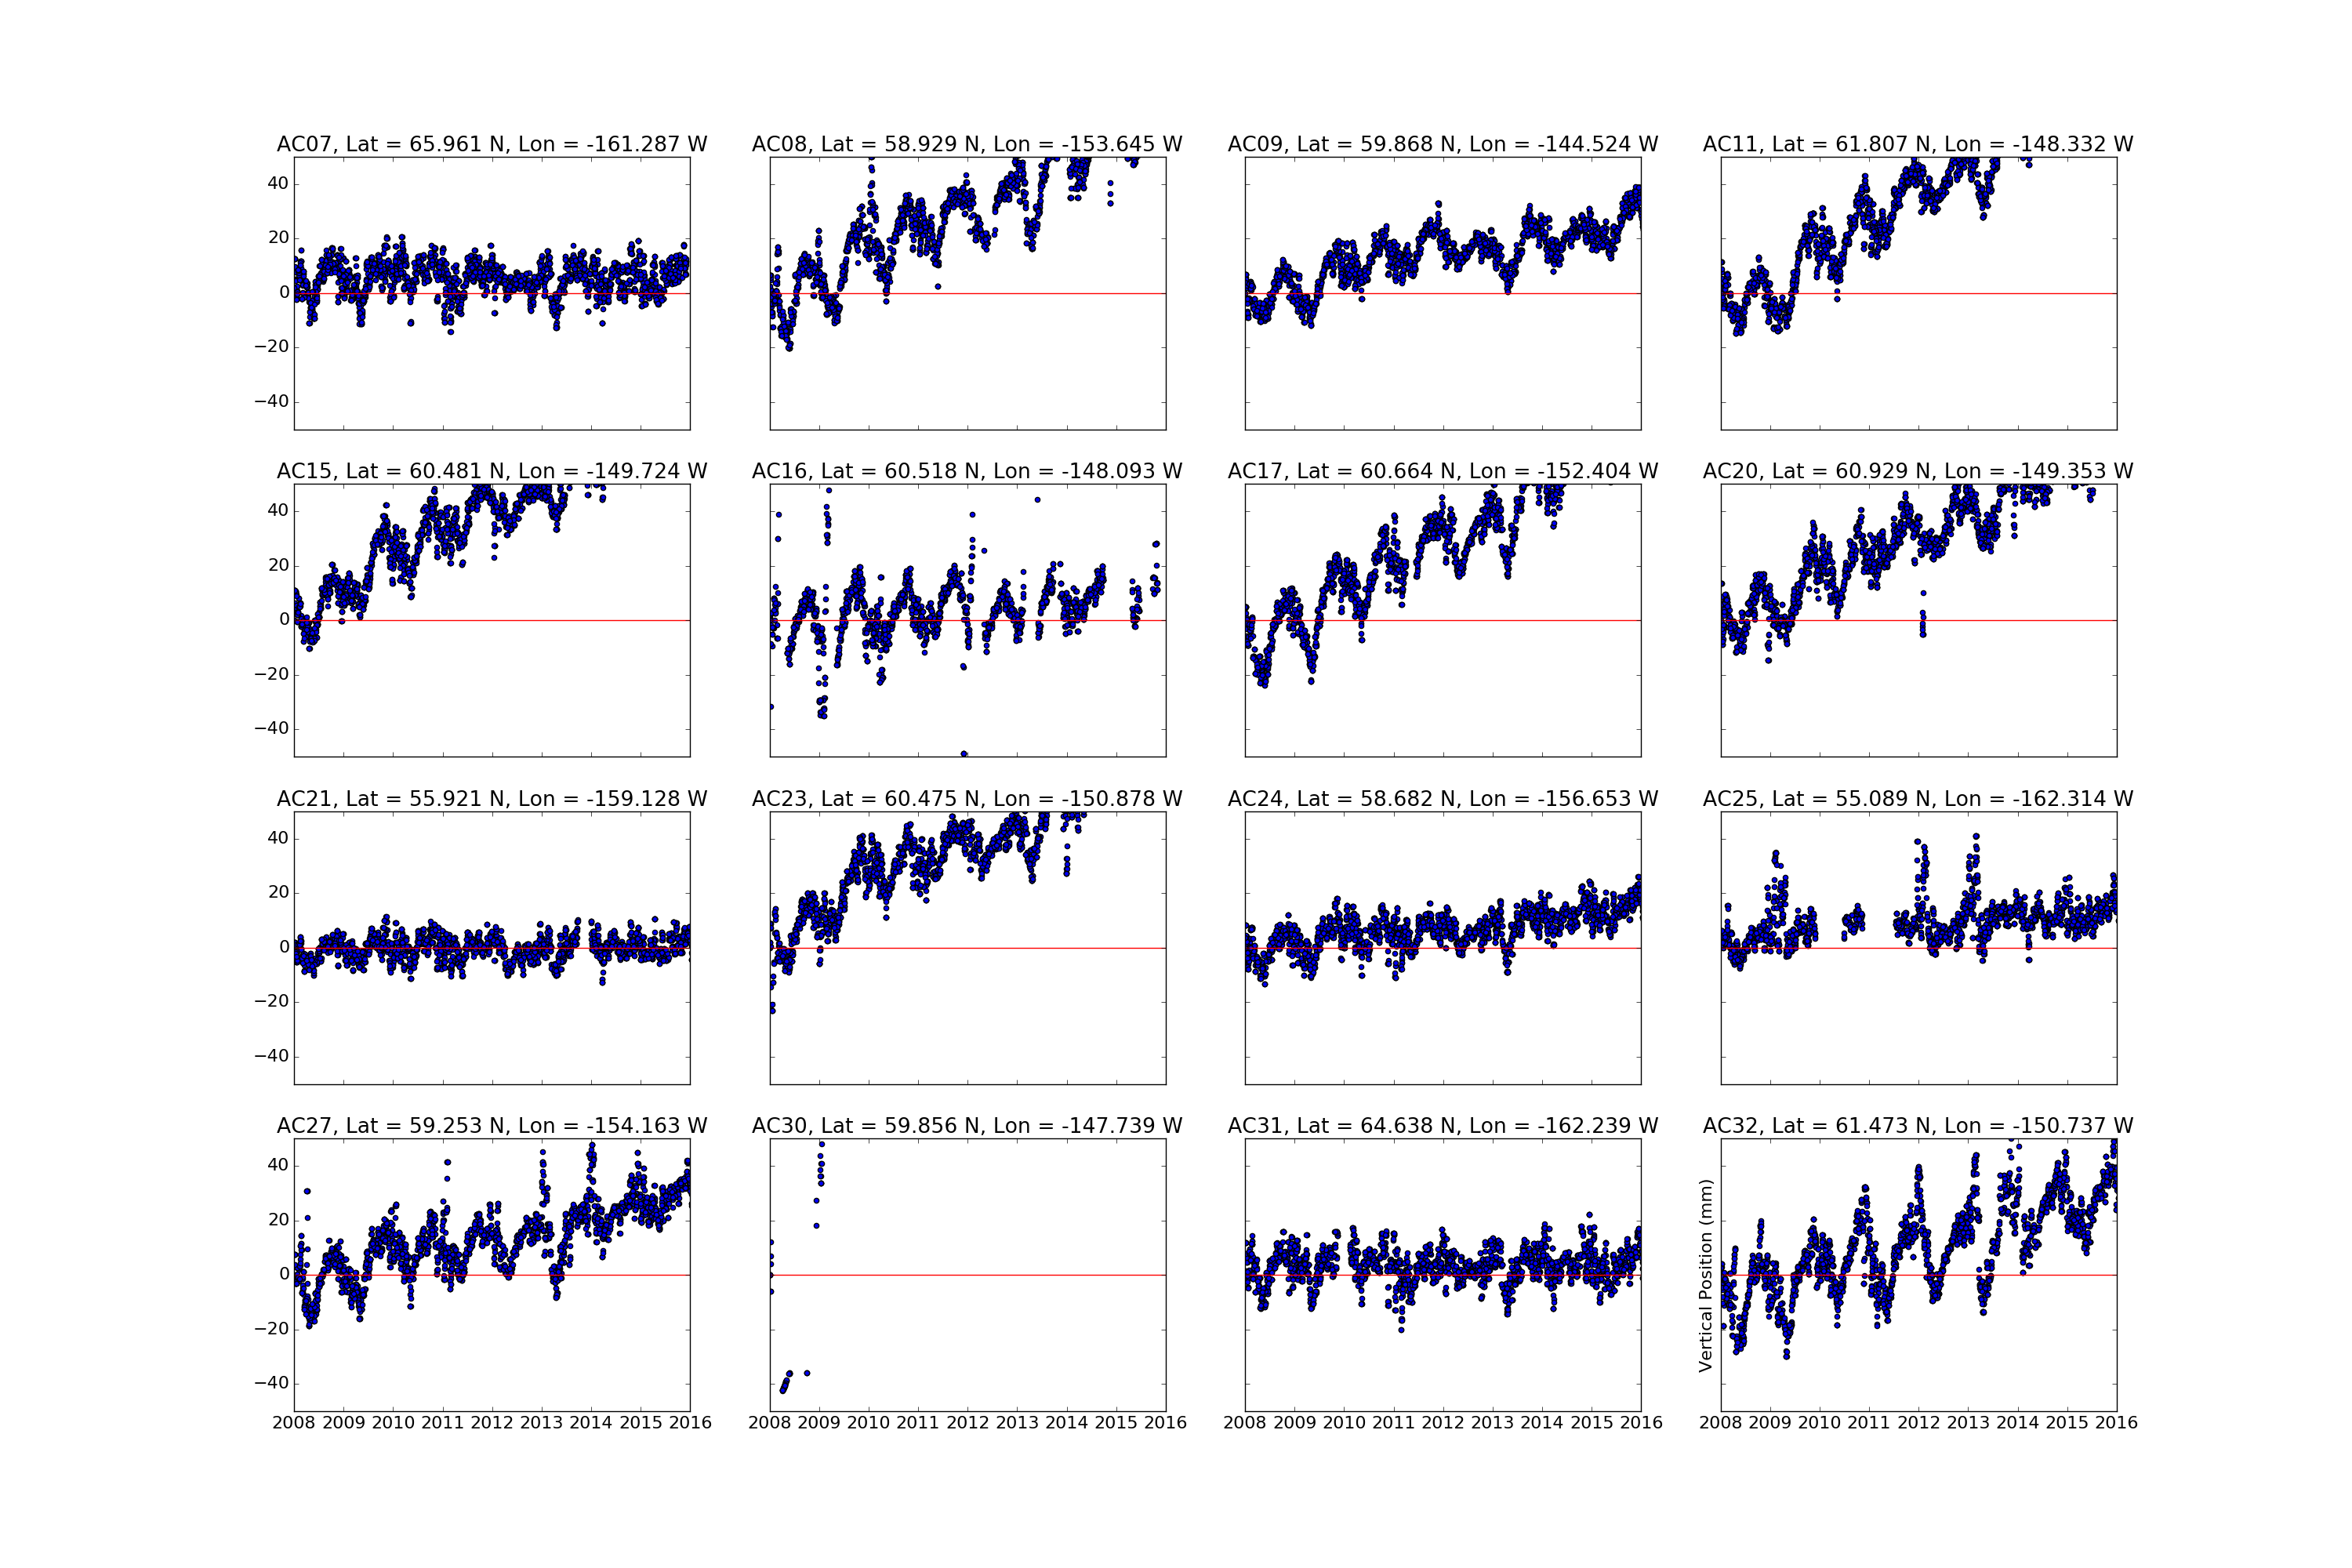 AC07, Lat = 65.961 N, Lon = -161.287 W
AC08, Lat = 58.929 N, Lon = -153.645 W
AC09, Lat = 59.868 N, Lon = -144.524 W
AC11, Lat = 61.807 N, Lon = -148.332 W
40
20
0
−20
−40
AC15, Lat = 60.481 N, Lon = -149.724 W
AC16, Lat = 60.518 N, Lon = -148.093 W
AC17, Lat = 60.664 N, Lon = -152.404 W
AC20, Lat = 60.929 N, Lon = -149.353 W
40
20
0
−20
−40
AC21, Lat = 55.921 N, Lon = -159.128 W
AC23, Lat = 60.475 N, Lon = -150.878 W
AC24, Lat = 58.682 N, Lon = -156.653 W
AC25, Lat = 55.089 N, Lon = -162.314 W
40
20
0
−20
−40
AC27, Lat = 59.253 N, Lon = -154.163 W
AC30, Lat = 59.856 N, Lon = -147.739 W
AC31, Lat = 64.638 N, Lon = -162.239 W
AC32, Lat = 61.473 N, Lon = -150.737 W
40
20
0
−20
−40
Vertical Position (mm)
2008 2009 2010 2011 2012 2013 2014 2015 2016
2008 2009 2010 2011 2012 2013 2014 2015 2016
2008 2009 2010 2011 2012 2013 2014 2015 2016
2008 2009 2010 2011 2012 2013 2014 2015 2016